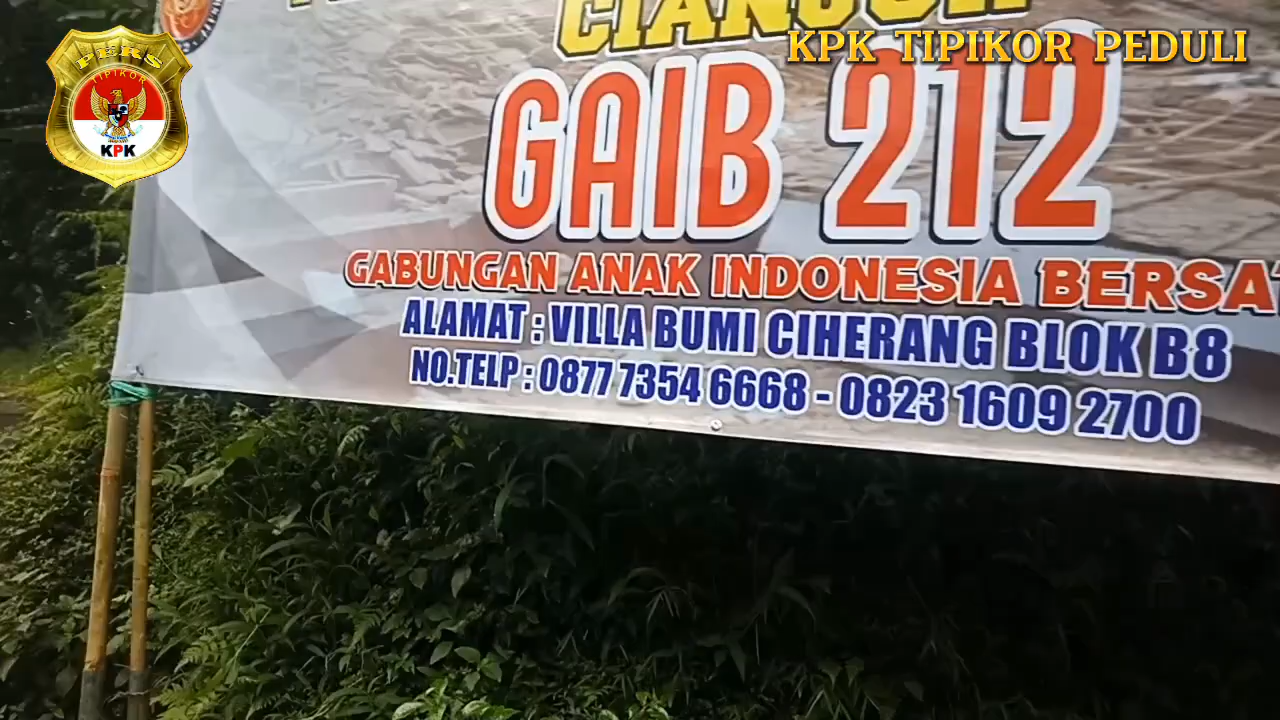 CIANJUR
KPK TIPIKOR PEDULI
PERS
TIPIKOR
KPK
GAIB 212
GABUNGAN ANAK INDONESIA
ALAMAT : VILLA BUMI CIHERANG BLOK B8
NO.TELP : 0877 7354 6668 - 0823 1609 2700